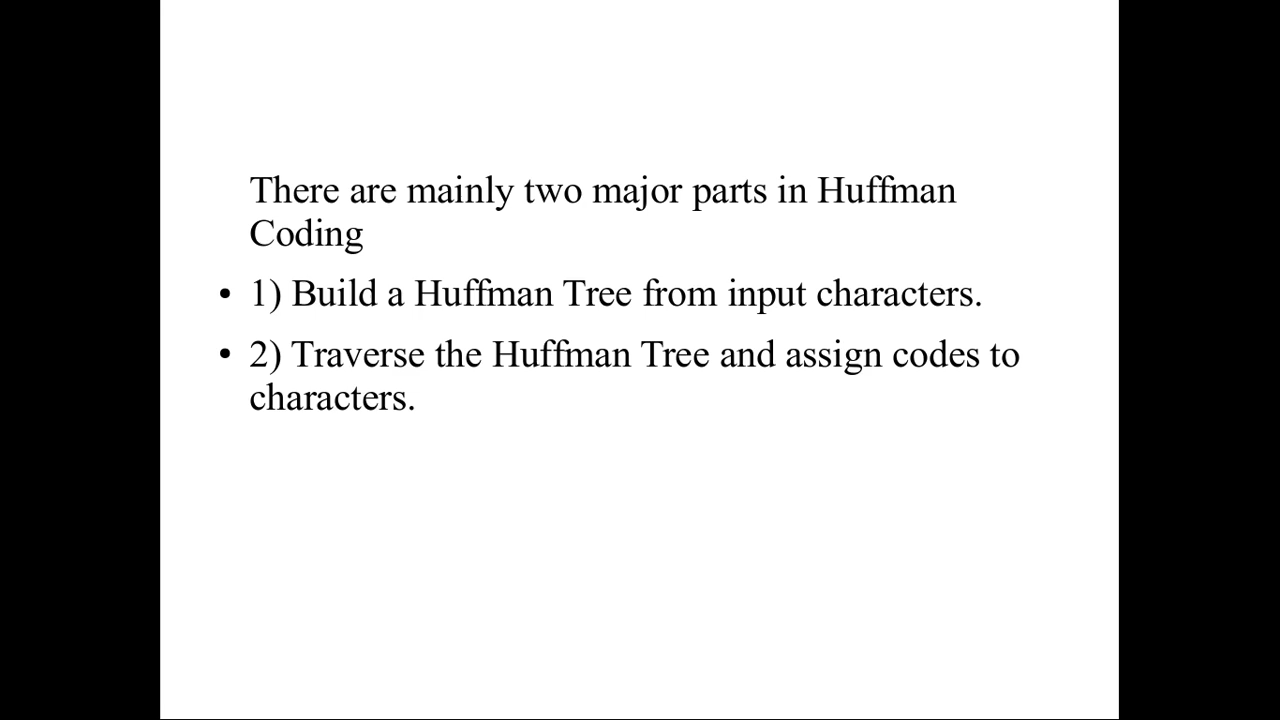 There are mainly two major parts in Huffman
Coding
• 1) Build a Huffman Tree from input characters.
• 2) Traverse the Huffman Tree and assign codes to
characters.